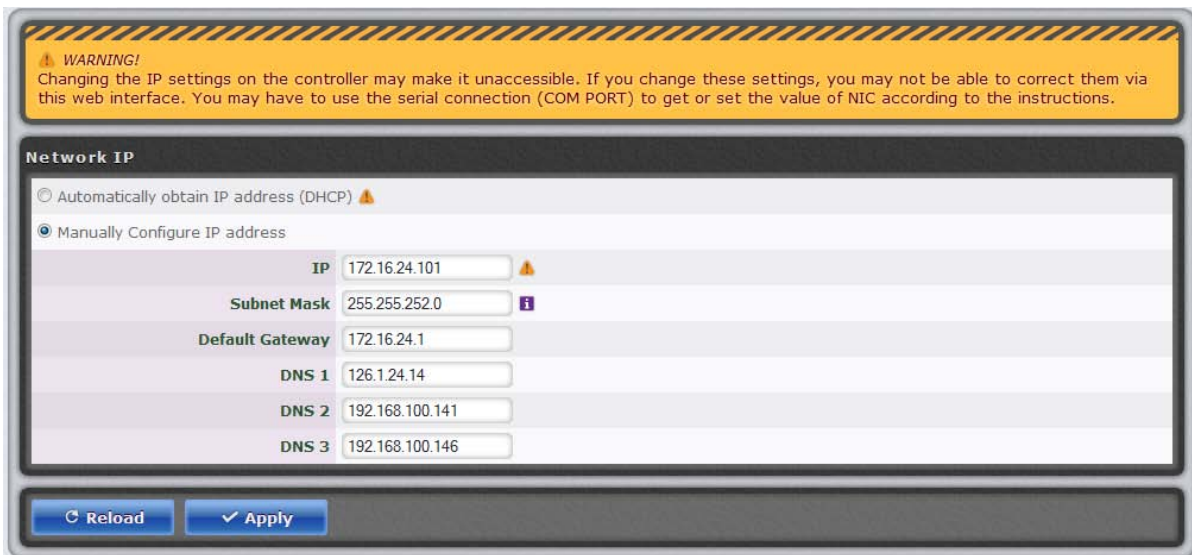 WARNING!
Changing the IP settings on the controller may make it unaccessible. If you change these settings, you may not be able to correct them via
this web interface. You may have to use the serial connection (COM PORT) to get or set the value of NIC according to the instructions.
Network IP
Automatically obtain IP address (DHCP)
Manually Configure IP address
IP 172.16.24.101
Subnet Mask 255.255.252.0
Default Gateway 172.16.24.1
DNS 1 126.1.24.14
DNS 2 192.168.100.141
DNS 3 192.168.100.146
Reload Apply